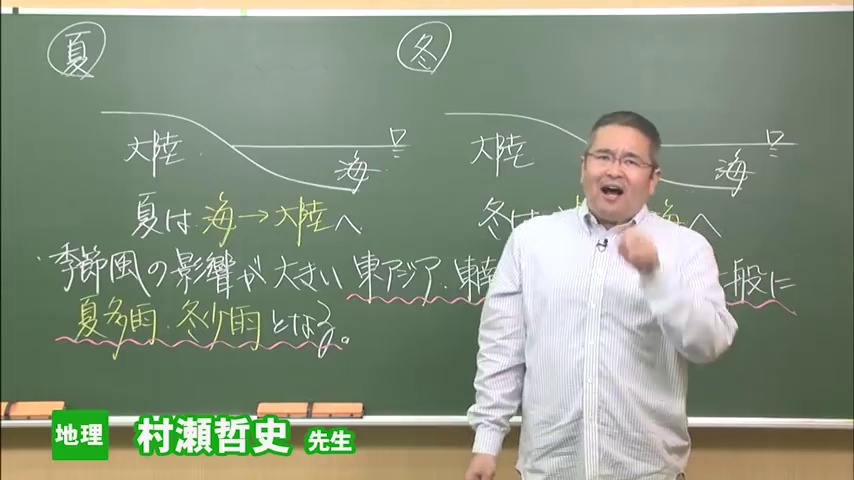 夏
冬
大陸 海
大陸 海
夏は 海→大陸へ
冬は 海へ
季節風の影響が大きい 東アジア・東南 一般に
夏多雨・冬少雨となる。
地理 村瀬哲史 先生